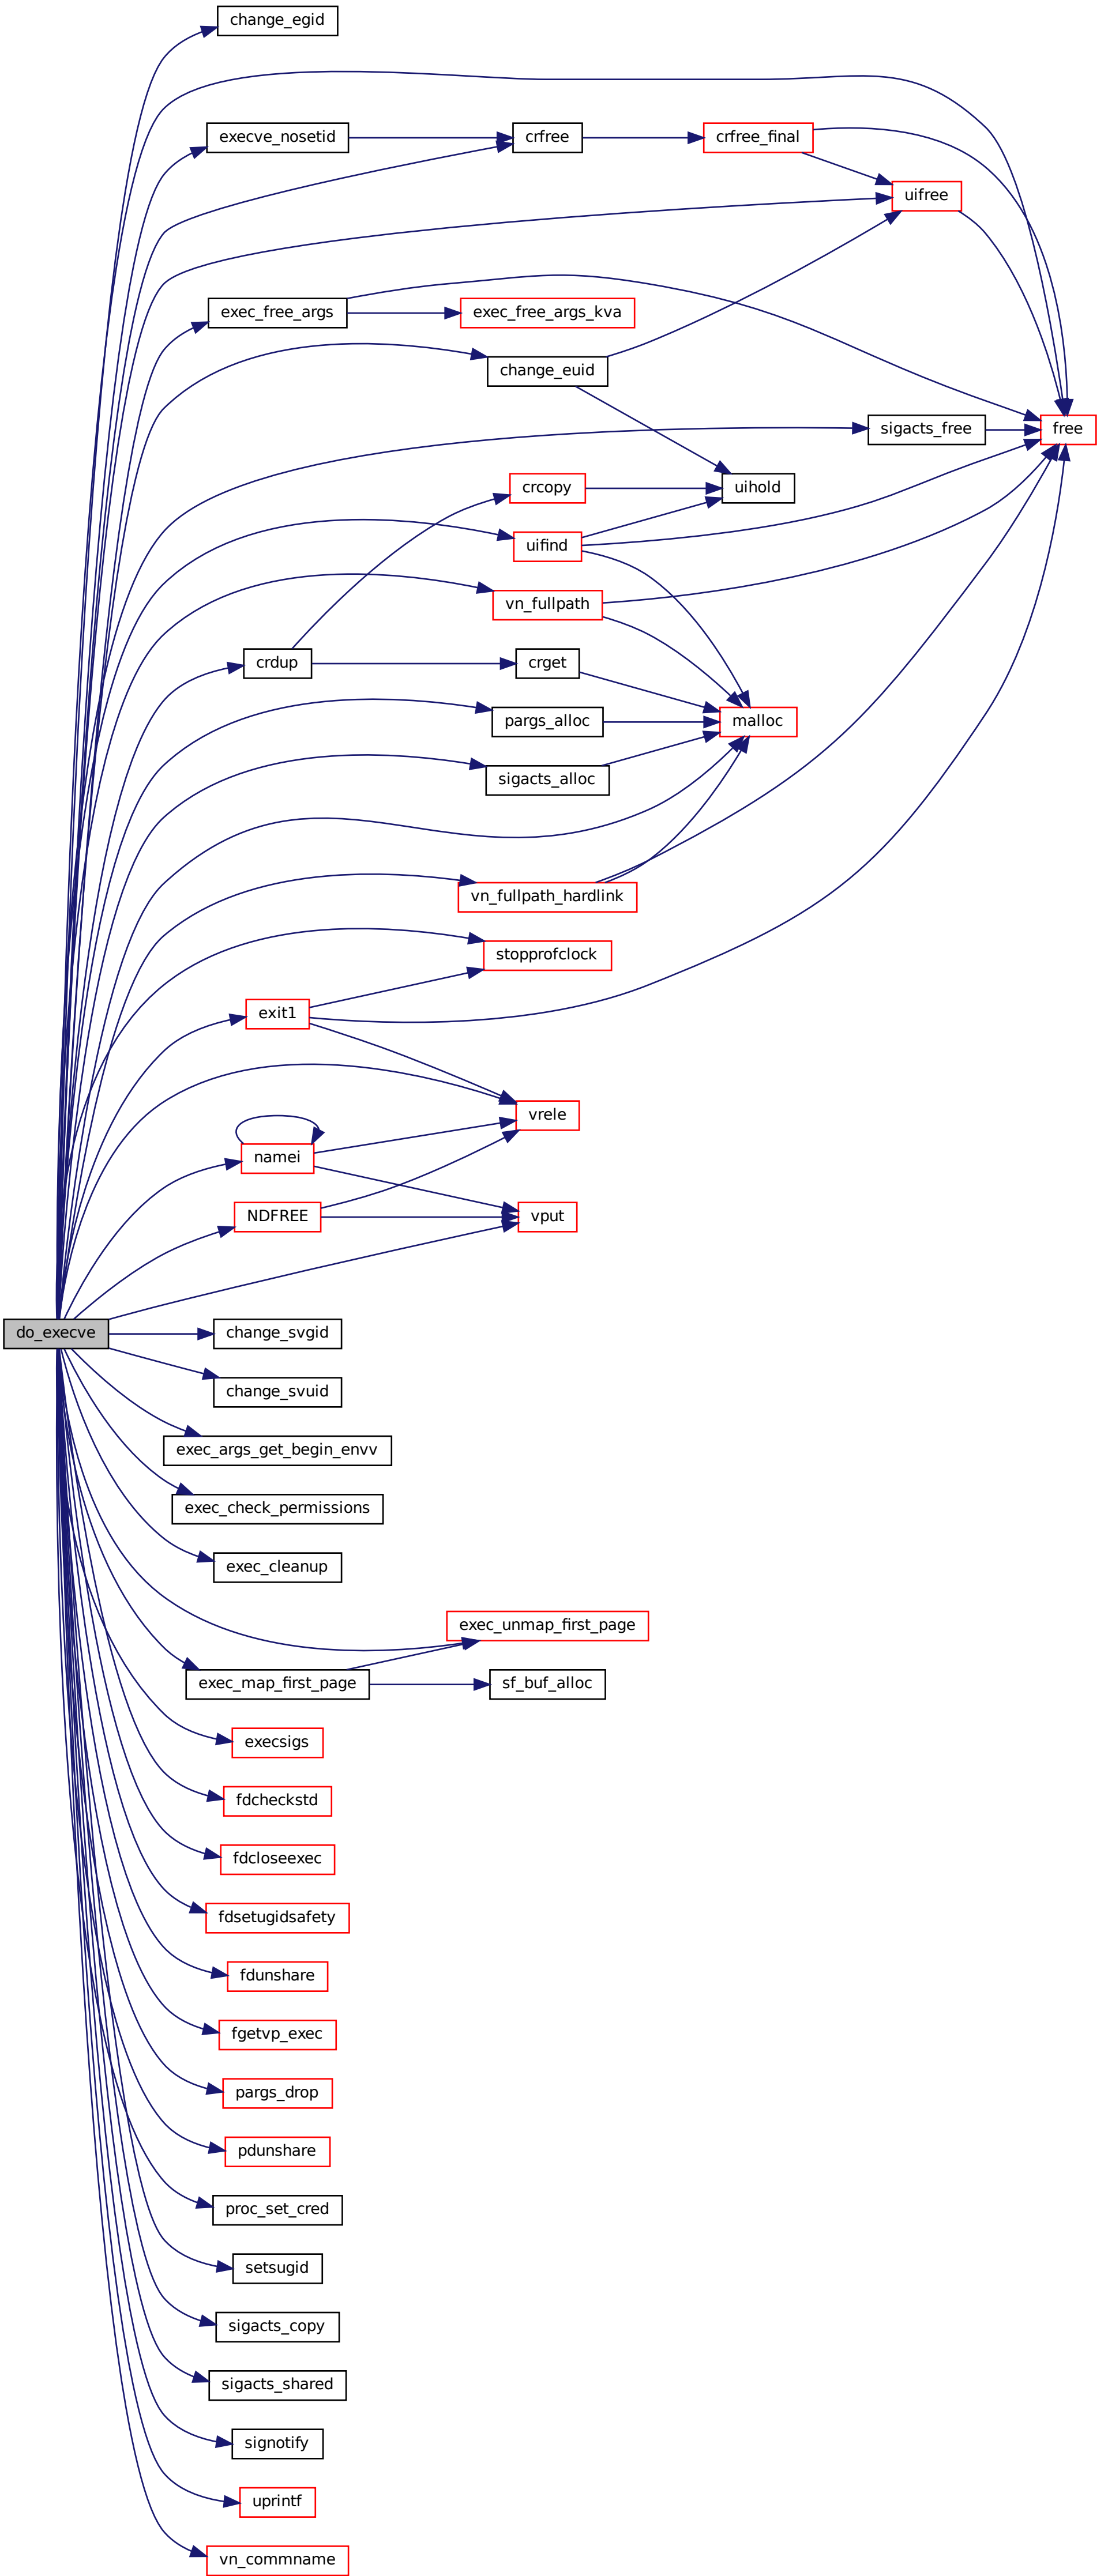 change_egid
execve_nosetid
crfree
crfree_final
uifree
exec_free_args
exec_free_args_kva
change_euid
sigacts_free
free
crcopy
uihold
uifind
vn_fullpath
crdup
crget
pargs_alloc
malloc
sigacts_alloc
vn_fullpath_hardlink
stopprofclock
exit1
vrele
namei
NDFREE
vput
do_execve
change_svgid
change_svuid
exec_args_get_begin_envv
exec_check_permissions
exec_cleanup
exec_unmap_first_page
exec_map_first_page
sf_buf_alloc
execsigs
fdcheckstd
fdcloseexec
fdsetugidsafety
fdunshare
fgetvp_exec
pargs_drop
pdunshare
proc_set_cred
setsugid
sigacts_copy
sigacts_shared
signotify
uprintf
vn_commname